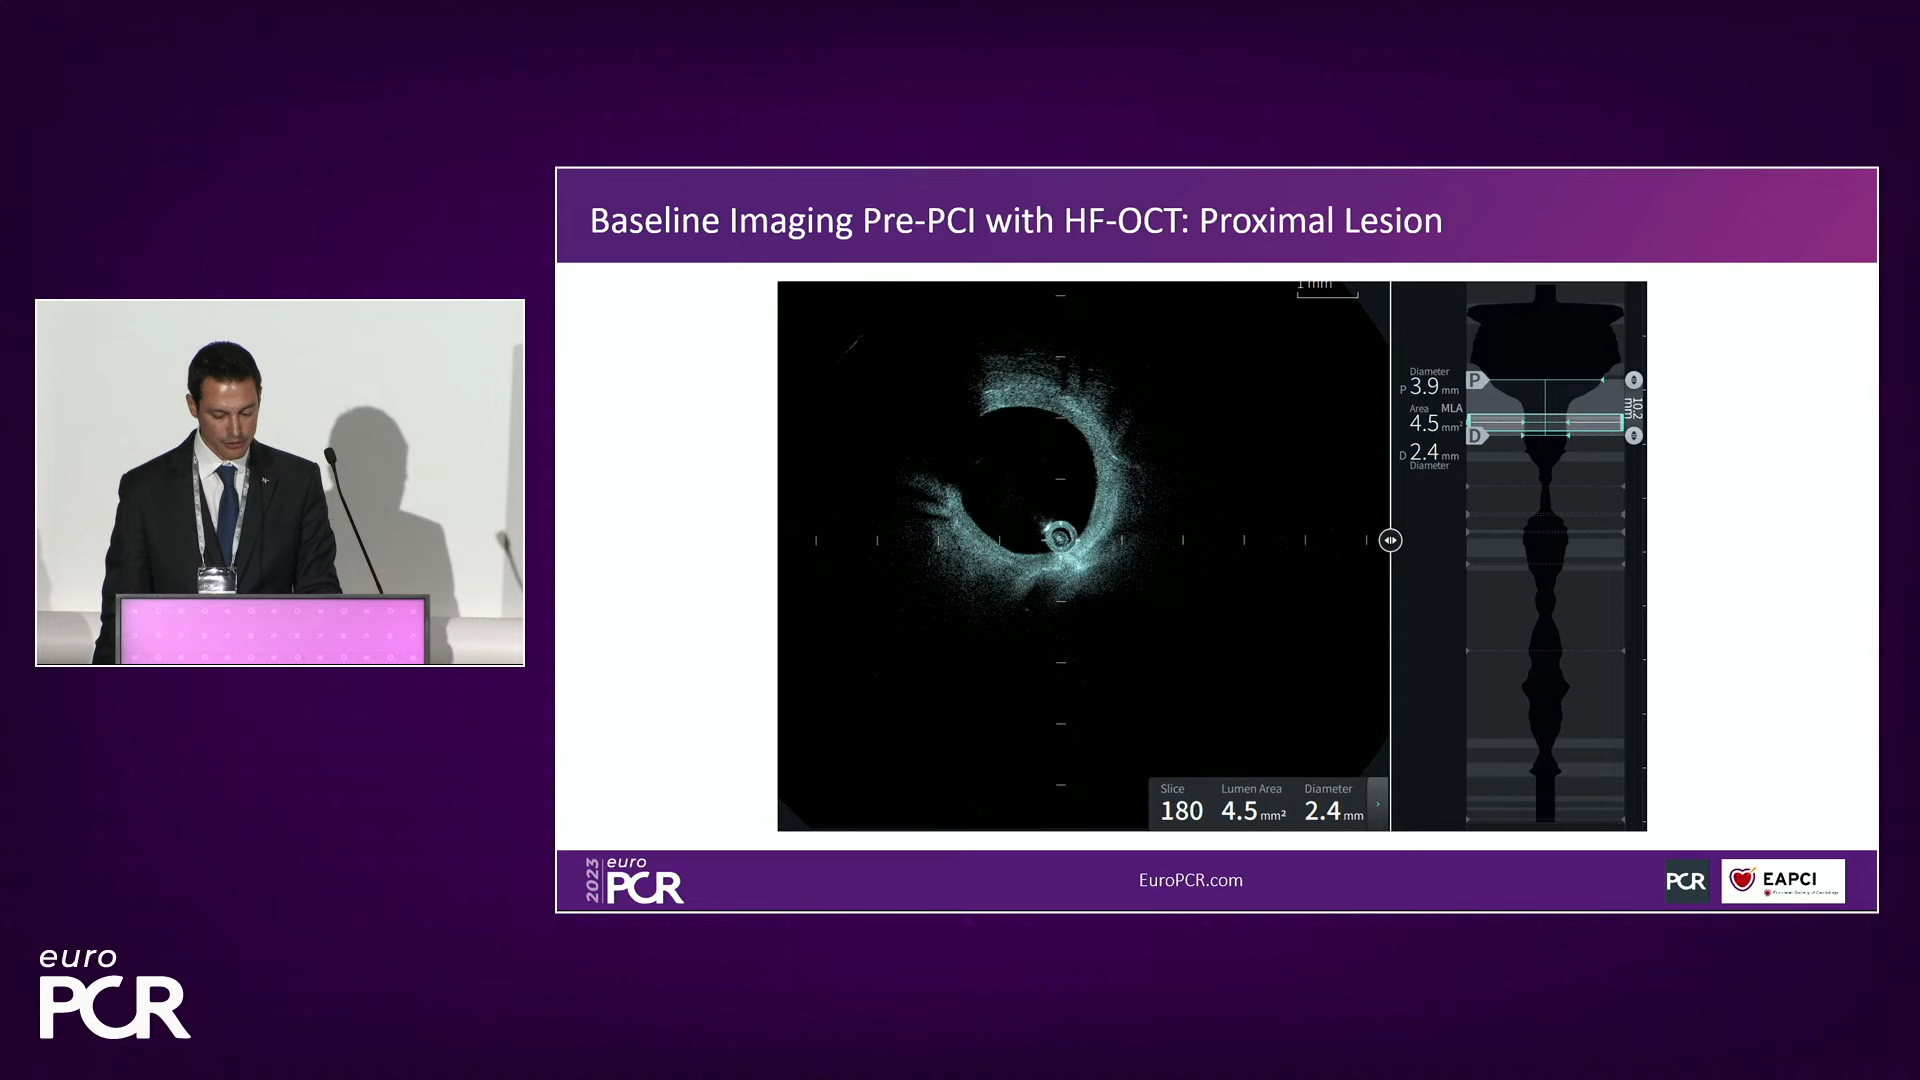 Baseline Imaging Pre-PCI with HF-OCT: Proximal Lesion
1 mm
Diameter
P 3.9 mm
Area MLA
4.5 mm²
D 2.4 mm
Diameter
P
D
10.2 mm
Slice Lumen Area Diameter
180 4.5 mm² 2.4 mm
2023 euro PCR
EuroPCR.com
PCR
EAPCI
euro
PCR